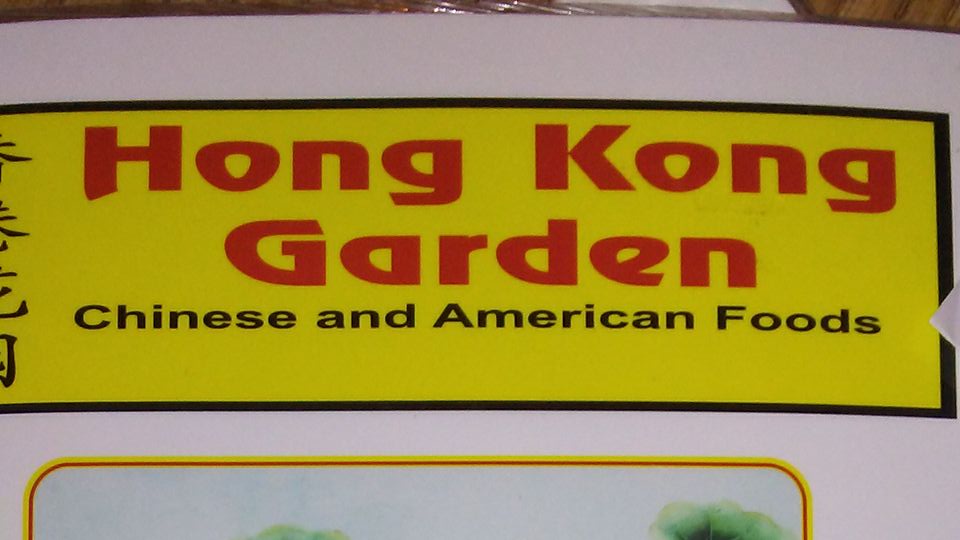 Hong Kong
Garden
Chinese and American Foods